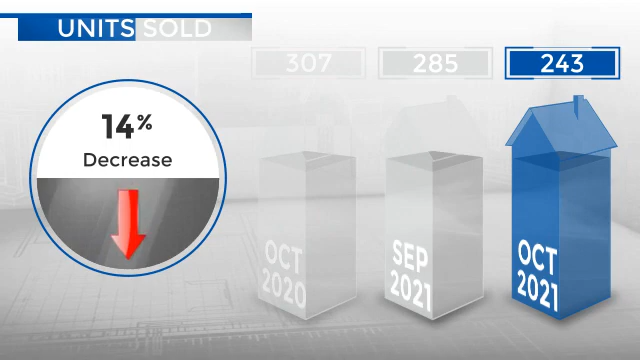 UNITS SOLD
307
285
243
14%
Decrease
OCT
2020
SEP
2021
OCT
2021